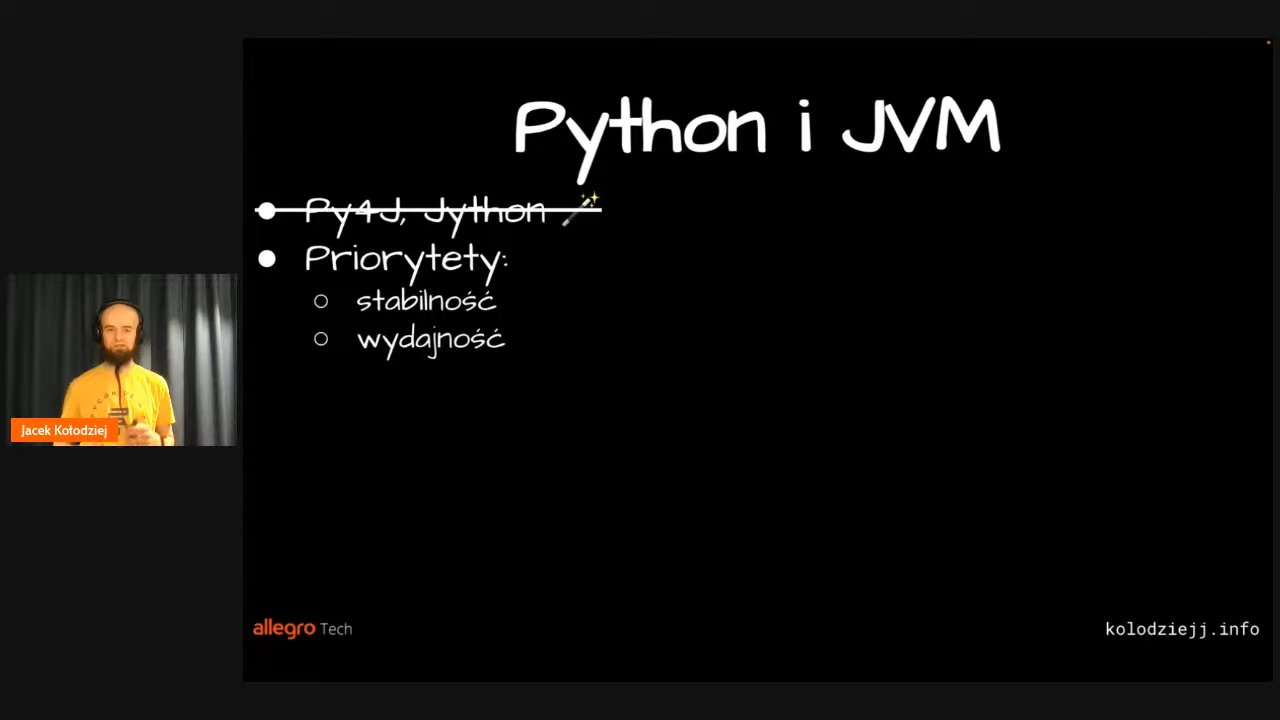 Python i JVM
Py4J, Jython
Priorytety:
stabilność
wydajność
Jacek Kołodziej
allegro Tech
kolodziejj.info